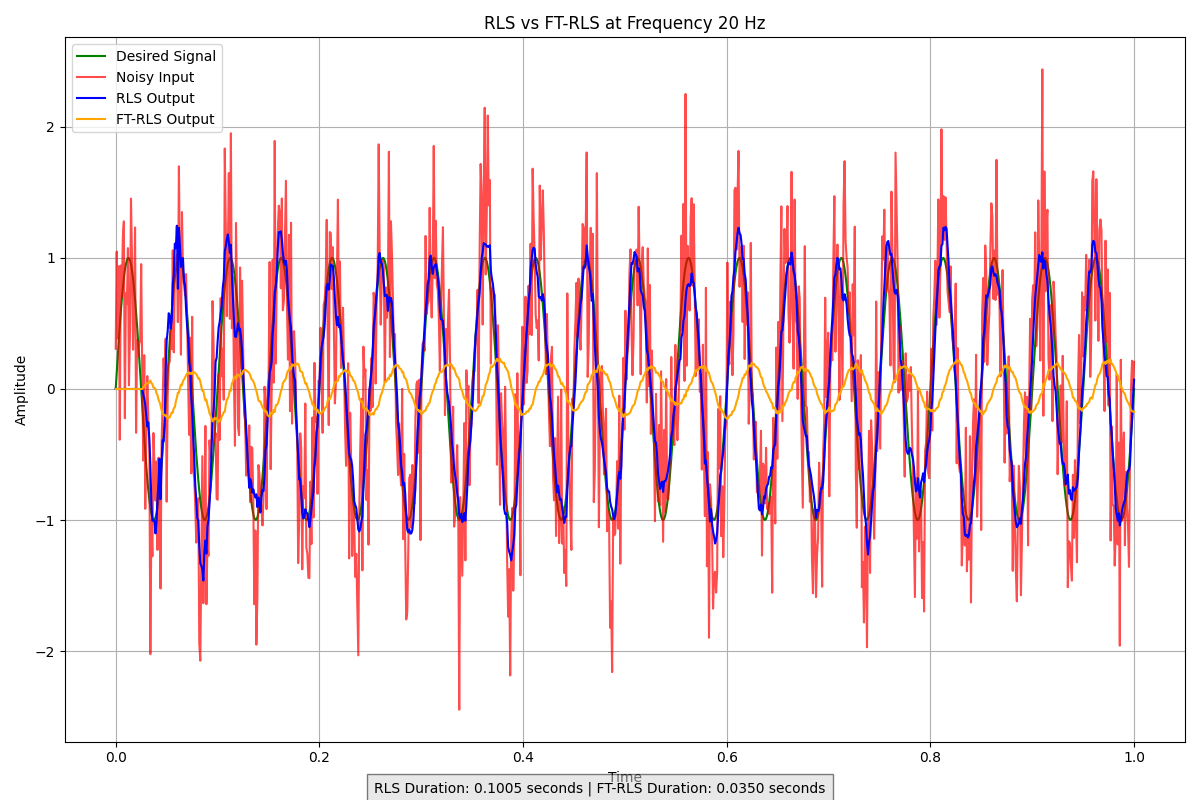 RLS vs FT-RLS at Frequency 20 Hz
Desired Signal
Noisy Input
RLS Output
FT-RLS Output
Amplitude
2
1
0
−1
−2
0.0 0.2 0.4 0.6 0.8 1.0
Time
RLS Duration: 0.1005 seconds | FT-RLS Duration: 0.0350 seconds